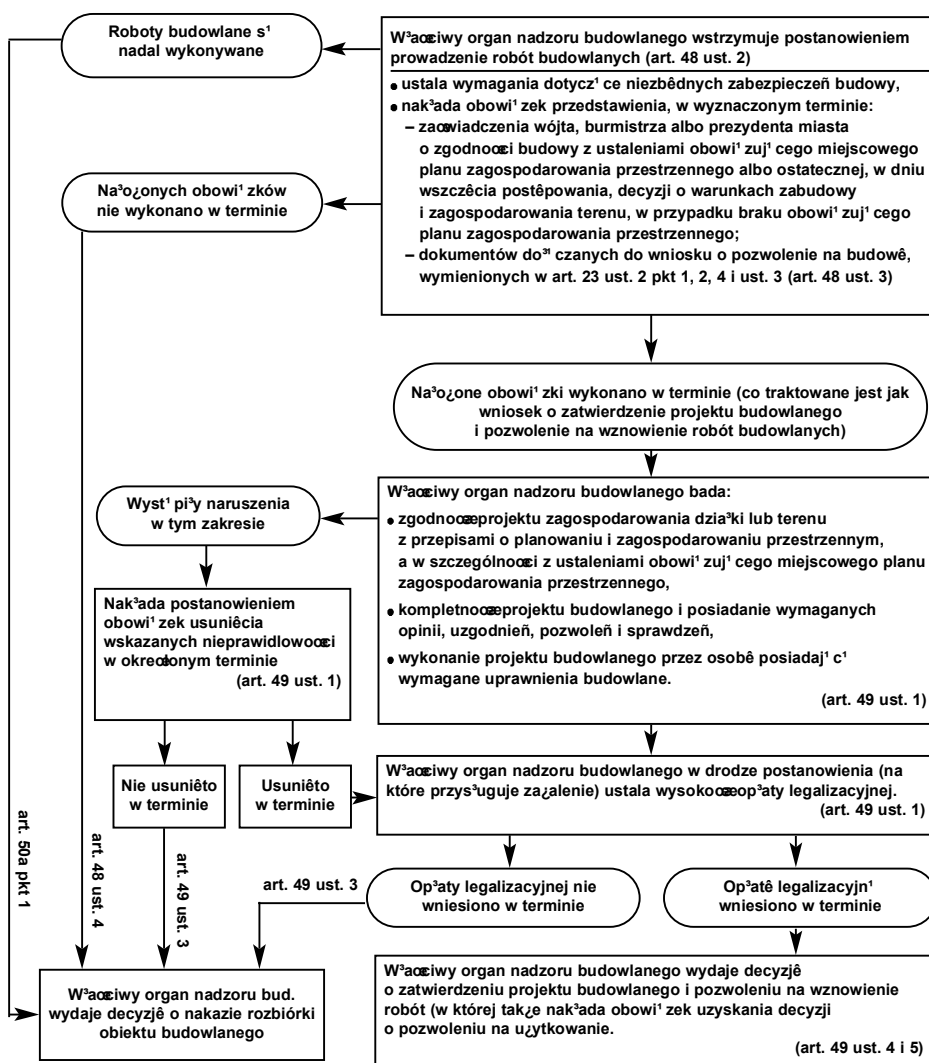 Roboty budowlane s¹
nadal wykonywane
W³aœciwy organ nadzoru budowlanego wstrzymuje postanowieniem
prowadzenie robót budowlanych (art. 48 ust. 2)
• ustala wymagania dotycz¹ce niezbêdnych zabezpieczeñ budowy,
• nak³ada obowi¹zek przedstawienia, w wyznaczonym terminie:
– zaœwiadczenia wójta, burmistrza albo prezydenta miasta
o zgodnoœci budowy z ustaleniami obowi¹zuj¹cego miejscowego
planu zagospodarowania przestrzennego albo ostatecznej, w dniu
wszczêcia postêpowania, decyzji o warunkach zabudowy
i zagospodarowania terenu, w przypadku braku obowi¹zuj¹cego
planu zagospodarowania przestrzennego;
– dokumentów do³¹czanych do wniosku o pozwolenie na budowê,
wymienionych w art. 23 ust. 2 pkt 1, 2, 4 i ust. 3 (art. 48 ust. 3)
Na³o¿onych obowi¹zków
nie wykonano w terminie
Na³o¿one obowi¹zki wykonano w terminie (co traktowane jest jak
wniosek o zatwierdzenie projektu budowlanego
i pozwolenie na wznowienie robót budowlanych)
Wyst¹pi³y naruszenia
w tym zakresie
W³aœciwy organ nadzoru budowlanego bada:
• zgodnoœæ projektu zagospodarowania dzia³ki lub terenu
z przepisami o planowaniu i zagospodarowaniu przestrzennym,
a w szczególnoœci z ustaleniami obowi¹zuj¹cego miejscowego planu
zagospodarowania przestrzennego,
• kompletnoœæ projektu budowlanego i posiadanie wymaganych
opinii, uzgodnieñ, pozwoleñ i sprawdzeñ,
• wykonanie projektu budowlanego przez osobê posiadaj¹c¹
wymagane uprawnienia budowlane.
(art. 49 ust. 1)
Nak³ada postanowieniem
obowi¹zek usuniêcia
wskazanych nieprawidlowoœci
w okreœlonym terminie
(art. 49 ust. 1)
Nie usuniêto
w terminie
Usuniêto
w terminie
W³aœciwy organ nadzoru budowlanego w drodze postanowienia (na
które przys³uguje za¿alenie) ustala wysokoœæ op³aty legalizacyjnej.
(art. 49 ust. 1)
art. 50a pkt 1
art. 48 ust. 4
art. 49 ust. 3
art. 49 ust. 3
Op³aty legalizacyjnej nie
wniesiono w terminie
Op³atê legalizacyjn¹
wniesiono w terminie
W³aœciwy organ nadzoru bud.
wydaje decyzjê o nakazie rozbiórki
obiektu budowlanego
W³aœciwy organ nadzoru budowlanego wydaje decyzjê
o zatwierdzeniu projektu budowlanego i pozwoleniu na wznowienie
robót (w której tak¿e nak³ada obowi¹zek uzyskania decyzji
o pozwoleniu na u¿ytkowanie.
(art. 49 ust. 4 i 5)